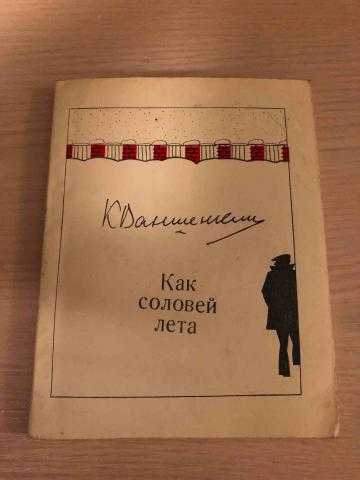 К Ваншенкин
Как
соловей
лета